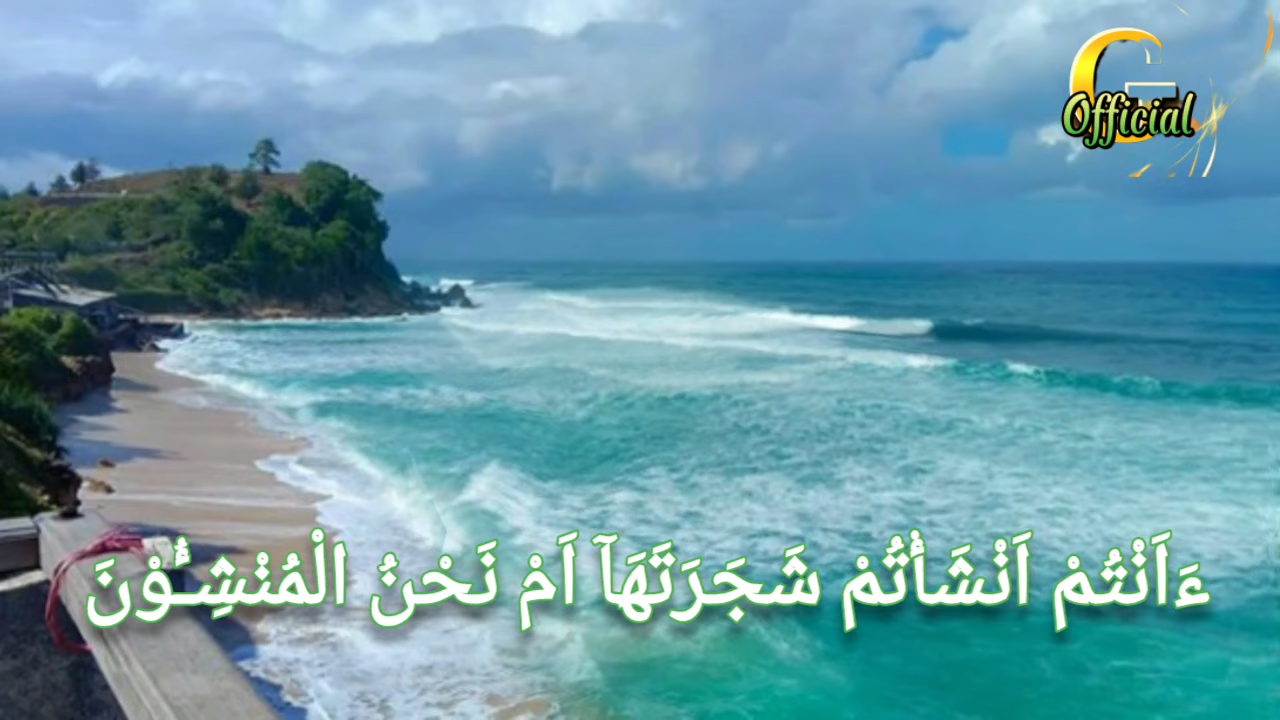 G
Official
ءَاَنْتُمْ اَنْشَأْتُمْ شَجَرَتَهَآ اَمْ نَحْنُ الْمُنْشِـُٔوْنَ